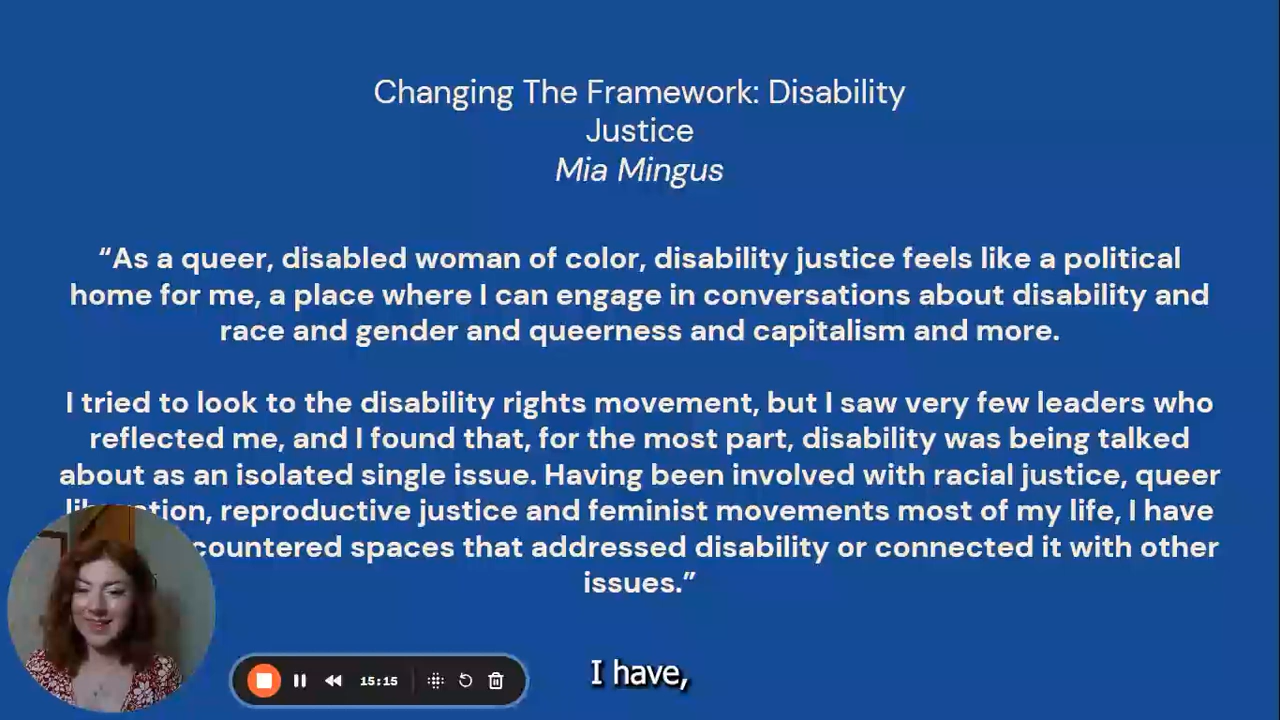 Changing The Framework: Disability
Justice
Mia Mingus
“As a queer, disabled woman of color, disability justice feels like a political
home for me, a place where I can engage in conversations about disability and
race and gender and queerness and capitalism and more.
I tried to look to the disability rights movement, but I saw very few leaders who
reflected me, and I found that, for the most part, disability was being talked
about as an isolated single issue. Having been involved with racial justice, queer
reproductive justice and feminist movements most of my life, I have
spaces that addressed disability or connected it with other
issues.”
15:15
I have,